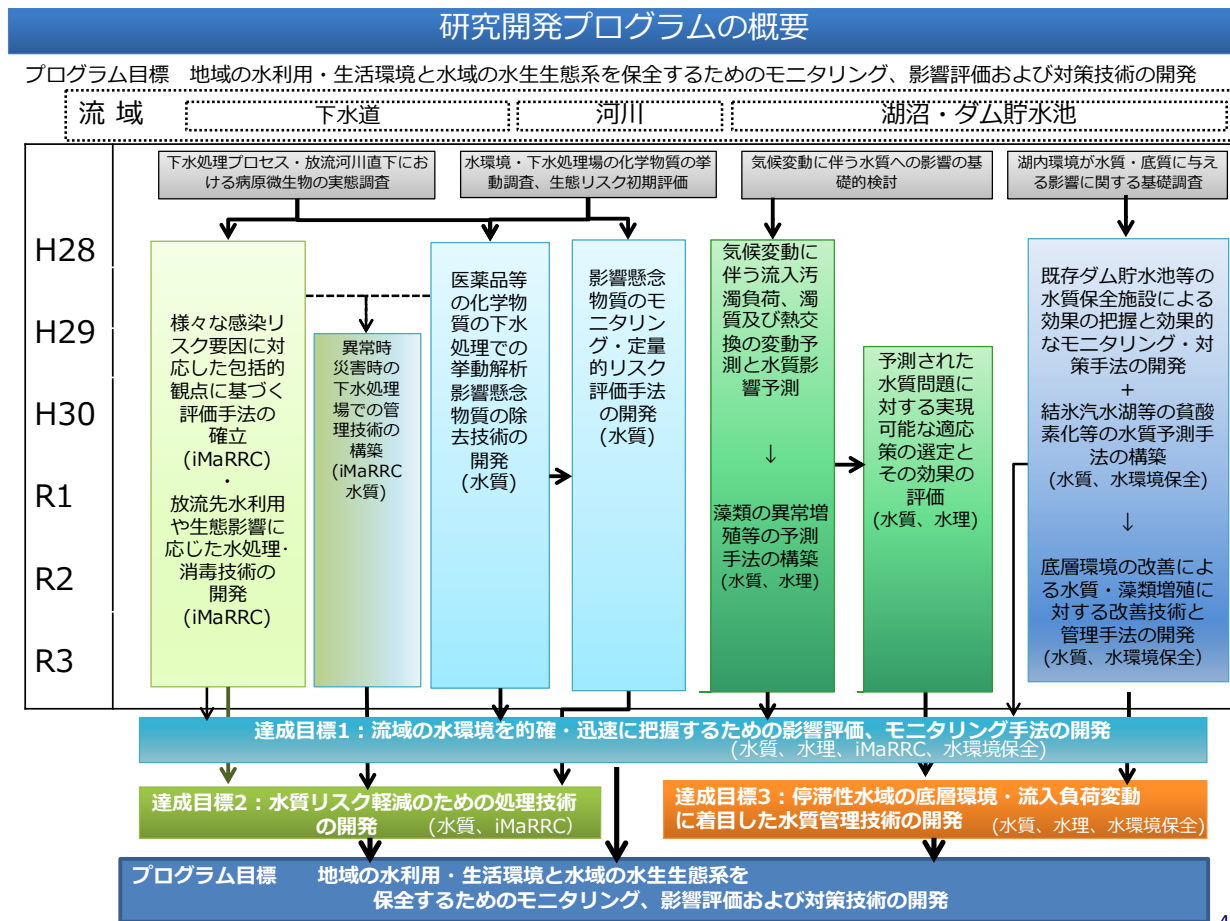 研究開発プログラムの概要
プログラム目標　地域の水利用・生活環境と水域の水生生態系を保全するためのモニタリング、影響評価および対策技術の開発
流 域
下水道
河川
湖沼・ダム貯水池
下水処理プロセス・放流河川直下にお
ける病原微生物の実態調査
水環境・下水処理場の化学物質の挙
動調査、生態リスク初期評価
気候変動に伴う水質への影響の基
礎的検討
湖内環境が水質・底質に与え
る影響に関する基礎調査
H28
H29
H30
R1
R2
R3
様々な感染リ
スク要因に対
応した包括的
観点に基づく
評価手法の
確立
(iMaRRC)
・
放流先水利用
や生態影響に
応じた水処理・
消毒技術の
開発
(iMaRRC)
異常時
災害時の
下水処理
場での管
理技術の
構築
(iMaRRC
水質)
医薬品等
の化学物
質の下水
処理での
挙動解析
影響懸念
物質の除
去技術の
開発
(水質)
影響懸念
物質のモ
ニタリン
グ・定量
的リスク
評価手法
の開発
(水質)
気候変動に
伴う流入汚
濁負荷、濁
質及び熱交
換の変動予
測と水質影
響予測
↓
藻類の異常増
殖等の予測
手法の構築
(水質、水理)
予測された
水質問題に
対する実現
可能な適応
策の選定と
その効果の
評価
(水質、水理)
既存ダム貯水池等の
水質保全施設による
効果の把握と効果的
なモニタリング・対
策手法の開発
+
結氷汽水湖等の貧酸
素化等の水質予測手
法の構築
(水質、水環境保全)
↓
底層環境の改善によ
る水質・藻類増殖に
対する改善技術と
管理手法の開発
(水質、水環境保全)
達成目標1：流域の水環境を的確・迅速に把握するための影響評価、モニタリング手法の開発
(水質、水理、iMaRRC、水環境保全)
達成目標2：水質リスク軽減のための処理技術
の開発　(水質、iMaRRC)
達成目標3：停滞性水域の底層環境・流入負荷変動
に着目した水質管理技術の開発　(水質、水理、水環境保全)
プログラム目標　地域の水利用・生活環境と水域の水生生態系を
保全するためのモニタリング、影響評価および対策技術の開発
4